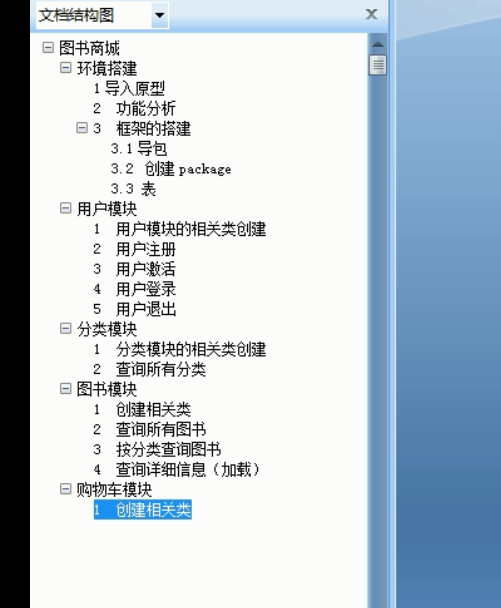 文档结构图
图书商城
环境搭建
1 导入原型
2 功能分析
3 框架的搭建
3.1 导包
3.2 创建 package
3.3 表
用户模块
1 用户模块的相关类创建
2 用户注册
3 用户激活
4 用户登录
5 用户退出
分类模块
1 分类模块的相关类创建
2 查询所有分类
图书模块
1 创建相关类
2 查询所有图书
3 按分类查询图书
4 查询详细信息（加载）
购物车模块
1 创建相关类